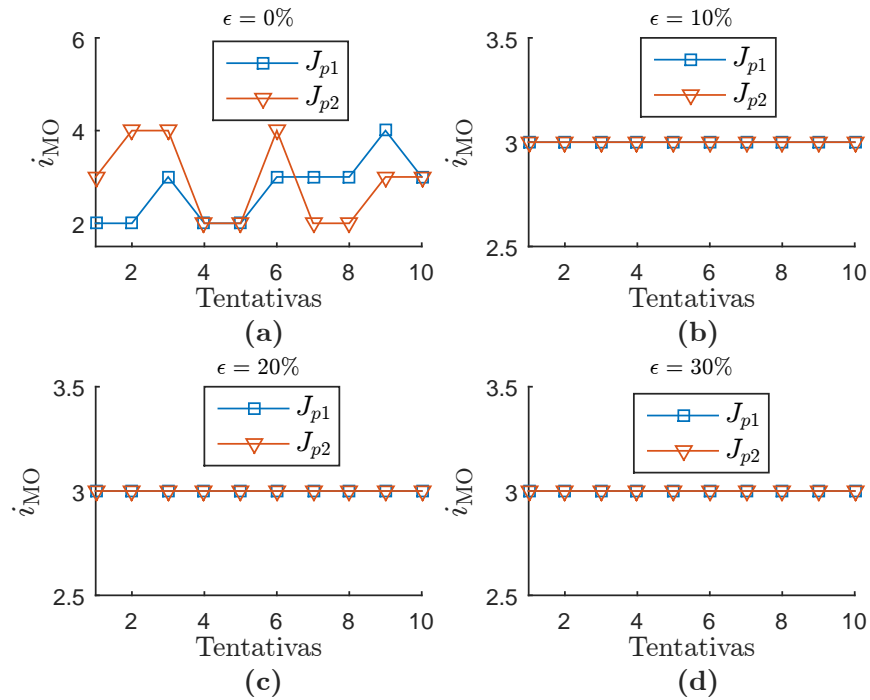 ϵ = 0%
6
4
2
i_MO
J_p1
J_p2
2 4 6 8 10
Tentativas
(a)
ϵ = 10%
3.5
3
2.5
i_MO
J_p1
J_p2
2 4 6 8 10
Tentativas
(b)
ϵ = 20%
3.5
3
2.5
i_MO
J_p1
J_p2
2 4 6 8 10
Tentativas
(c)
ϵ = 30%
3.5
3
2.5
i_MO
J_p1
J_p2
2 4 6 8 10
Tentativas
(d)